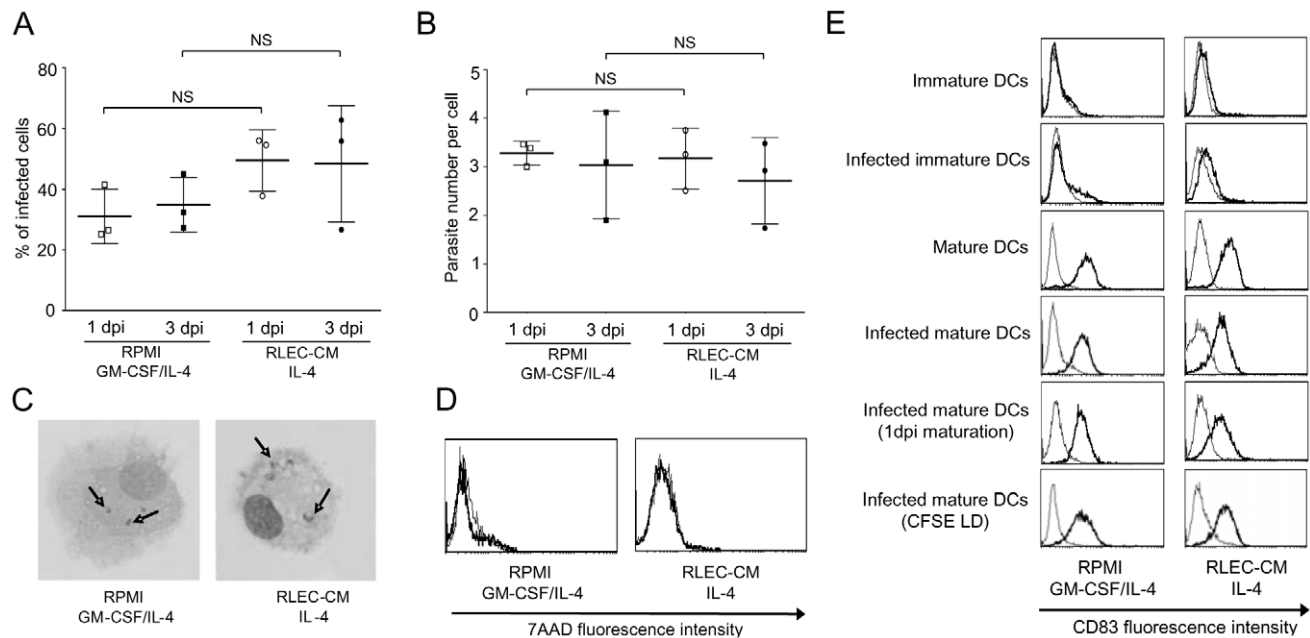 A
NS
NS
% of infected cells
80
60
40
20
0
1 dpi 3 dpi 1 dpi 3 dpi
RPMI
GM-CSF/IL-4
RLEC-CM
IL-4
B
NS
NS
Parasite number per cell
5
4
3
2
1
0
1 dpi 3 dpi 1 dpi 3 dpi
RPMI
GM-CSF/IL-4
RLEC-CM
IL-4
C
RPMI
GM-CSF/IL-4
RLEC-CM
IL-4
D
RPMI
GM-CSF/IL-4
RLEC-CM
IL-4
7AAD fluorescence intensity
E
Immature DCs
Infected immature DCs
Mature DCs
Infected mature DCs
Infected mature DCs
(1dpi maturation)
Infected mature DCs
(CFSE LD)
RPMI
GM-CSF/IL-4
RLEC-CM
IL-4
CD83 fluorescence intensity